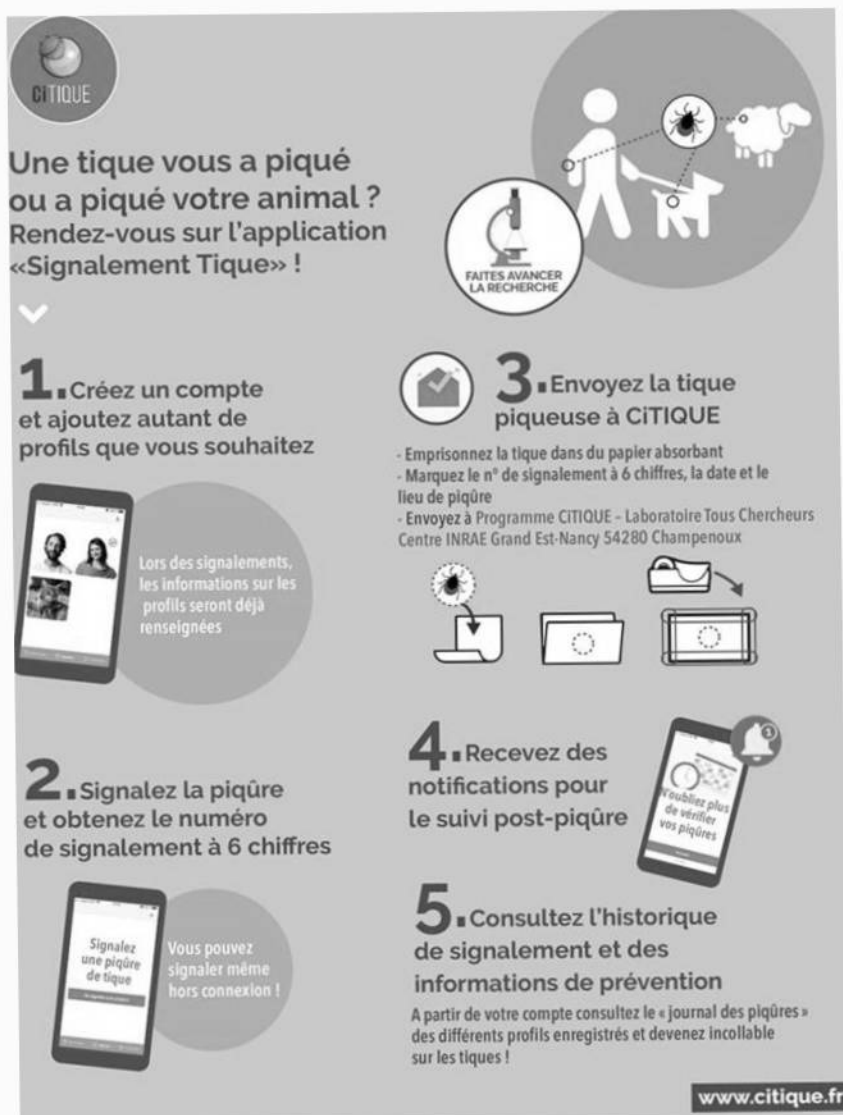 CiTIQUE
Une tique vous a piqué
ou a piqué votre animal ?
Rendez-vous sur l'application
«Signalement Tique» !
FAITES AVANCER
LA RECHERCHE
1.Créez un compte
et ajoutez autant de
profils que vous souhaitez
Lors des signalements,
les informations sur les
profils seront déjà
renseignées
2.Signalez la piqûre
et obtenez le numéro
de signalement à 6 chiffres
Signalez
une piqûre
de tique
Vous pouvez
signaler même
hors connexion !
3.Envoyez la tique
piqueuse à CiTIQUE
- Emprisonnez la tique dans du papier absorbant
- Marquez le n° de signalement à 6 chiffres, la date et le
lieu de piqûre
- Envoyez à Programme CiTIQUE – Laboratoire Tous Chercheurs
Centre INRAE Grand Est-Nancy 54280 Champenoux
4.Recevez des
notifications pour
le suivi post-piqûre
1
N'oubliez plus
de vérifier
vos piqûres
5.Consultez l'historique
de signalement et des
informations de prévention
A partir de votre compte consultez le « journal des piqûres »
des différents profils enregistrés et devenez incollable
sur les tiques !
www.citique.fr